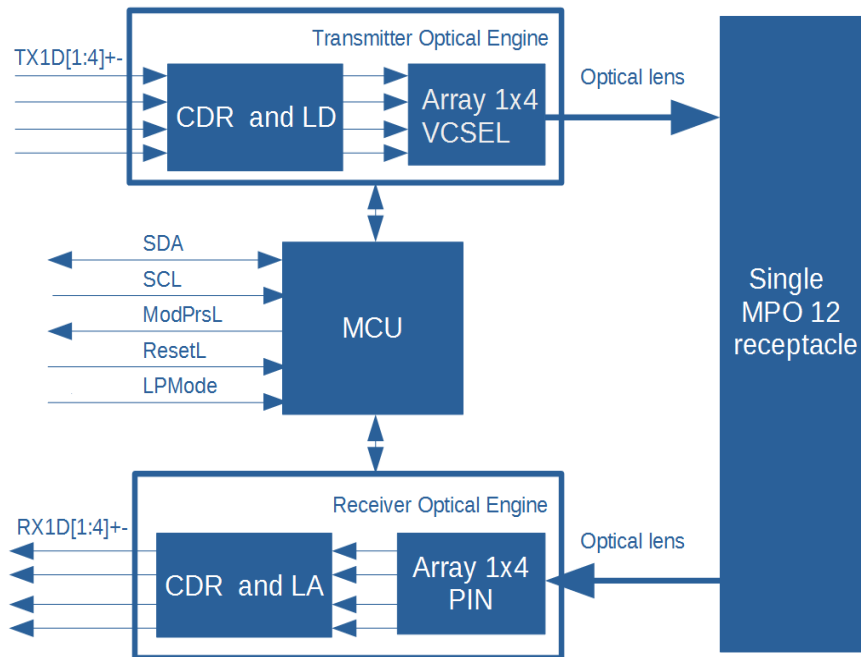 Transmitter Optical Engine
TX1D[1:4]+-
CDR and LD
Array 1x4
VCSEL
Optical lens
SDA
SCL
ModPrsL
ResetL
LPMode
MCU
Single
MPO 12
receptacle
Receiver Optical Engine
RX1D[1:4]+-
CDR and LA
Array 1x4
PIN
Optical lens